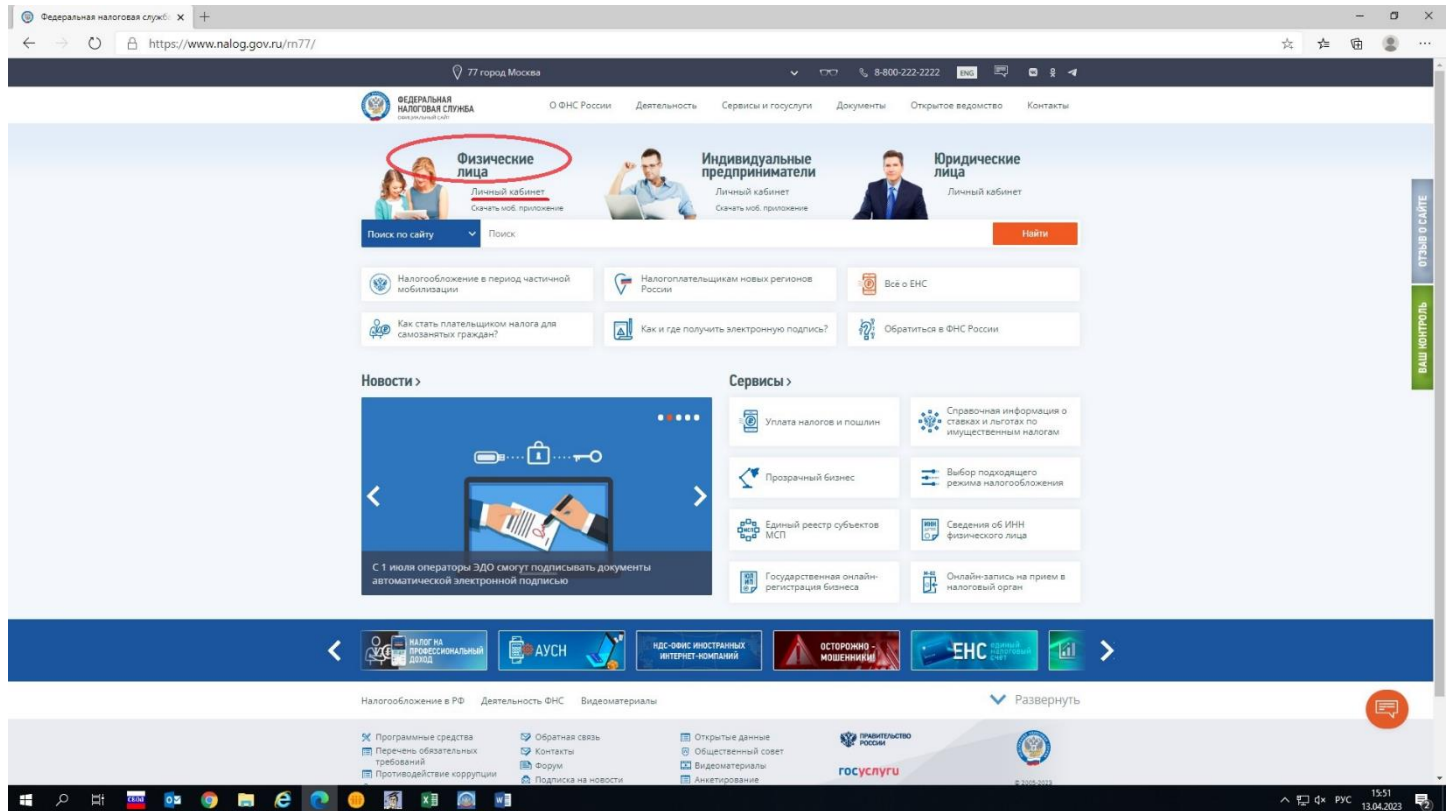 Федеральная налоговая служб
https://www.nalog.gov.ru/rn77/
77 город Москва
8-800-222-2222
ENG
ФЕДЕРАЛЬНАЯ
НАЛОГОВАЯ СЛУЖБА
О ФНС России
Деятельность
Сервисы и госуслуги
Документы
Открытое ведомство
Контакты
Физические
лица
Личный кабинет
Скачать моб. приложение
Индивидуальные
предприниматели
Личный кабинет
Скачать моб. приложение
Юридические
лица
Личный кабинет
Поиск по сайту
Поиск
Найти
ОТЗЫВ О САЙТЕ
ВАШ КОНТРОЛЬ
Налогообложение в период частичной
мобилизации
Налогоплательщикам новых регионов
России
Всё о ЕНС
Как стать плательщиком налога для
самозанятых граждан?
Как и где получить электронную подпись?
Обратиться в ФНС России
Новости >
С 1 июля операторы ЭДО смогут подписывать документы
автоматической электронной подписью
Сервисы >
Уплата налогов и пошлин
Справочная информация о
ставках и льготах по
имущественным налогам
Прозрачный бизнес
Выбор подходящего
режима налогообложения
Единый реестр субъектов
МСП
Сведения об ИНН
физического лица
Государственная онлайн-
регистрация бизнеса
Онлайн-запись на прием в
налоговый орган
НАЛОГ НА
ПРОФЕССИОНАЛЬНЫЙ
ДОХОД
АУСН
НДС-ОФИС ИНОСТРАННЫХ
ИНТЕРНЕТ-КОМПАНИЙ
ОСТОРОЖНО -
МОШЕННИКИ!
ЕНС
Налогообложение в РФ
Деятельность ФНС
Видеоматериалы
Развернуть
Программные средства
Перечень обязательных
требований
Противодействие коррупции
Обратная связь
Контакты
Форум
Подписка на новости
Открытые данные
Общественный совет
Видеоматериалы
Анкетирование
ПРАВИТЕЛЬСТВО
РОССИИ
госуслуги
© 2005-2023
РУС
15:51
13.04.2023